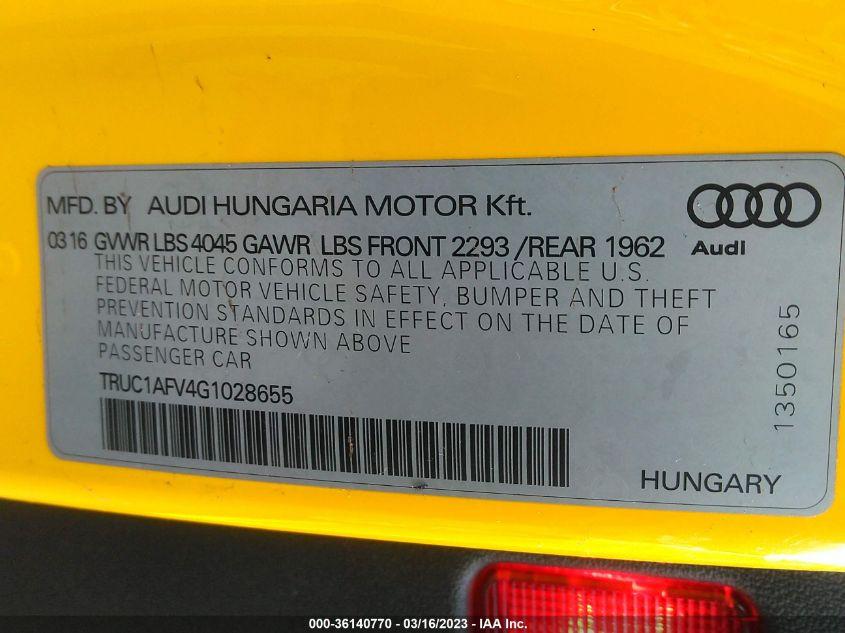 MFD. BY AUDI HUNGARIA MOTOR Kft.
03 16 GVWR LBS 4045 GAWR LBS FRONT 2293 /REAR 1962
Audi
THIS VEHICLE CONFORMS TO ALL APPLICABLE U.S.
FEDERAL MOTOR VEHICLE SAFETY, BUMPER AND THEFT
PREVENTION STANDARDS IN EFFECT ON THE DATE OF
MANUFACTURE SHOWN ABOVE
PASSENGER CAR
TRUC1AFV4G1028655
1350165
HUNGARY
000-36140770 - 03/16/2023 - IAA Inc.